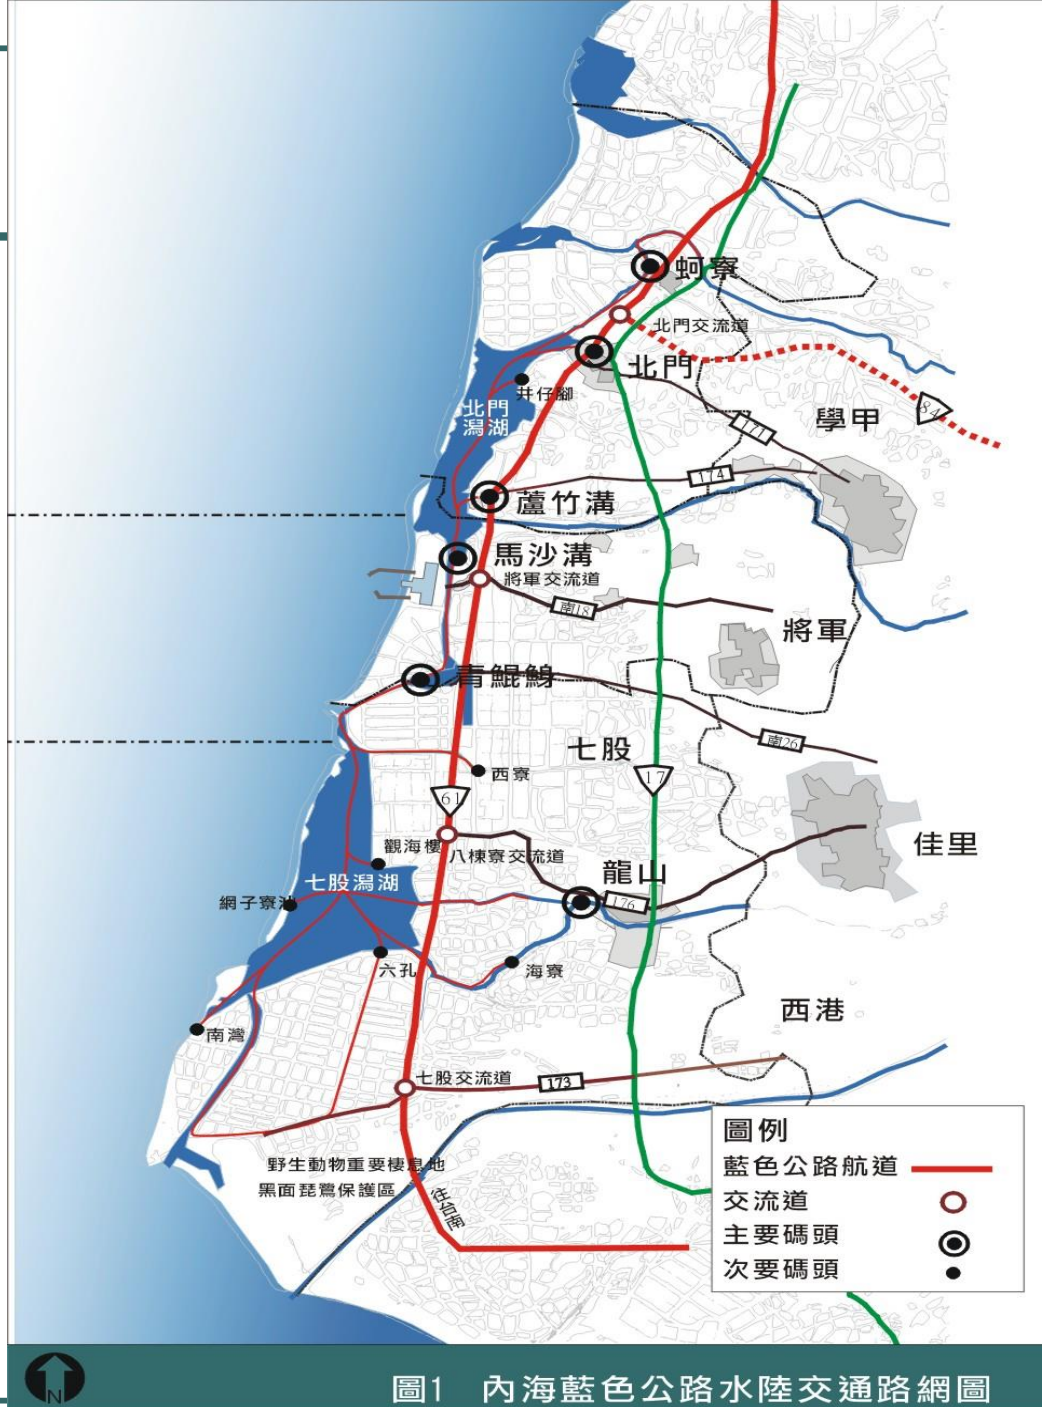 蚵寮
北門交流道
北門
井仔腳
北門
潟湖
84
學甲
171
174
蘆竹溝
馬沙溝
將軍交流道
南18
將軍
青鯤鯓
南26
七股
西寮
17
61
觀海樓
八棟寮交流道
佳里
龍山
七股潟湖
網子寮汕
176
六孔
海寮
西港
南灣
七股交流道
173
野生動物重要棲息地
黑面琵鷺保護區
往台南
圖例
藍色公路航道
交流道
主要碼頭
次要碼頭
N
圖1 內海藍色公路水陸交通路網圖